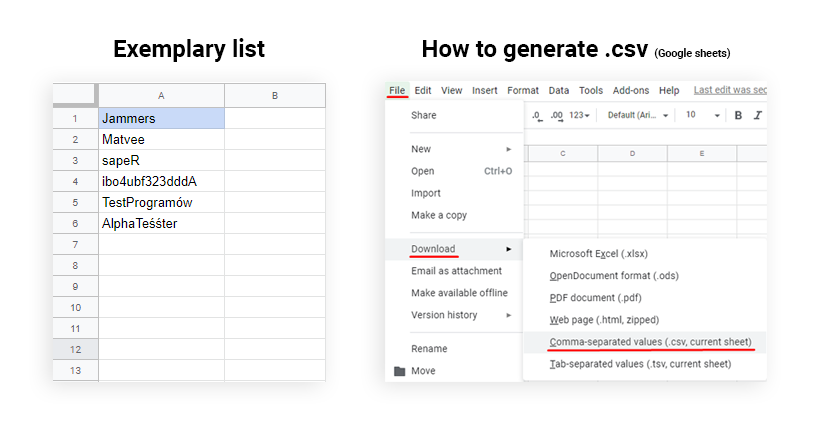 Exemplary list
A B
1 Jammers
2 Matvee
3 sapeR
4 ibo4ubf323dddA
5 TestProgramów
6 AlphaTeśśter
7
8
9
10
11
12
13
How to generate .csv (Google sheets)
File Edit View Insert Format Data Tools Add-ons Help Last edit was sec
.0 .00 123 Default (Ari... 10 B I
C D E
Share
New
Open Ctrl+O
Import
Make a copy
Download
Email as attachment
Make available offline
Version history
Rename
Move
Microsoft Excel (.xlsx)
OpenDocument format (.ods)
PDF document (.pdf)
Web page (.html, zipped)
Comma-separated values (.csv, current sheet)
Tab-separated values (.tsv, current sheet)